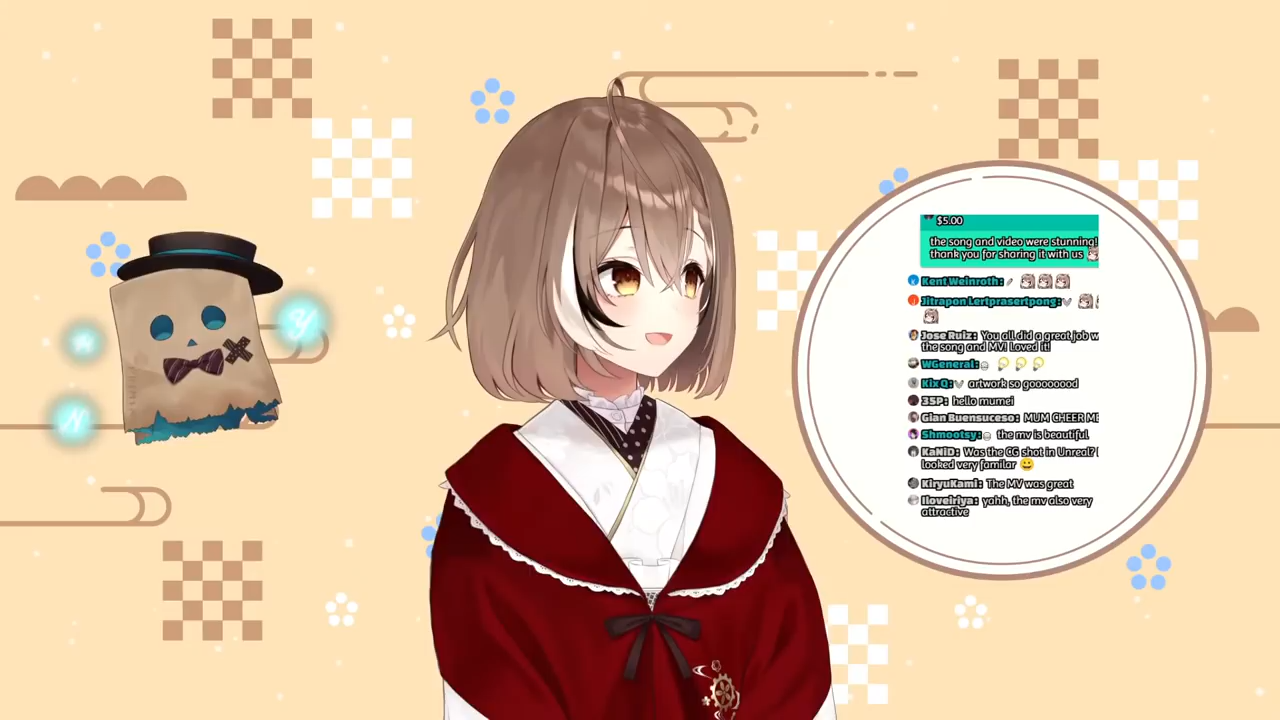 $5.00
the song and video were stunning!
thank you for sharing it with us
Kent Weinroth:
Jitrapon Lertprasertpong:
Jose Ruiz: You all did a great job w
the song and MV! Loved it!
WGeneral:
Kix Q: artwork so gooooooood
3SP: hello mumei
Gian Buensuceso: MUM CHEER ME
Shmootsy: the mv is beautiful
KaNiD: Was the CG shot in Unreal? I
looked very familar
KiryuKami: The MV was great
Iloveiriya: yahh, the mv also very
attractive